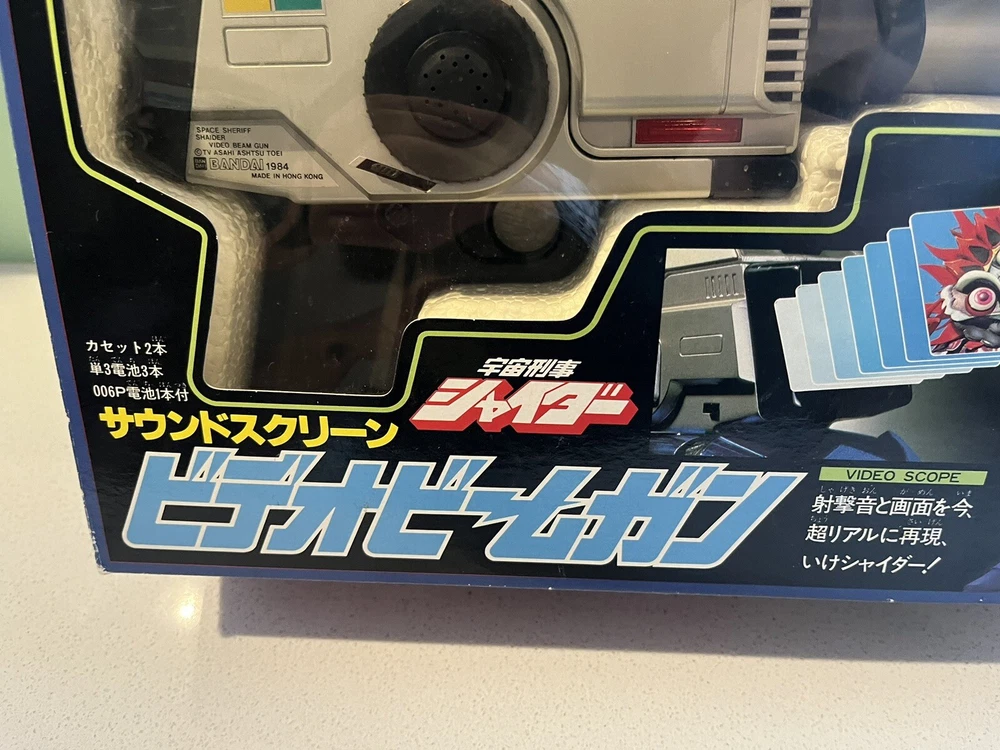 SPACE SHERIFF
SHAIDER
VIDEO BEAM GUN
©TV ASAHI ASHTSU TOEI
BANDAI 1984
MADE IN HONG KONG
カセット2本
単3電池3本
006P電池1本付
宇宙刑事
シャイダー
サウンドスクリーン
ビデオビームガン
VIDEO SCOPE
射撃音と画面を今、
超リアルに再現、
いけシャイダー!